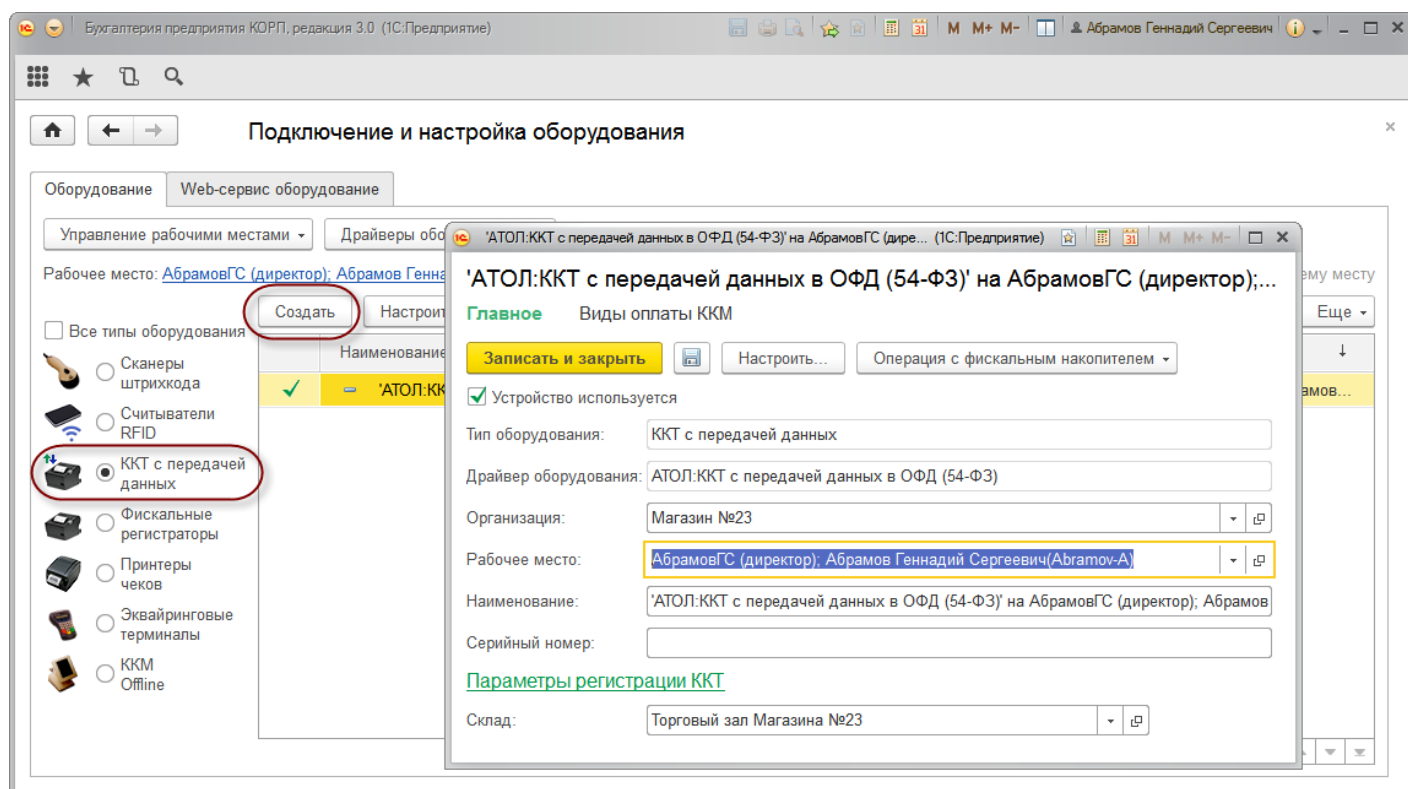 Бухгалтерия предприятия КОРП, редакция 3.0 (1С:Предприятие)
M M+ M- Абрамов Геннадий Сергеевич
Подключение и настройка оборудования
Оборудование Web-сервис оборудование
Управление рабочими местами Драйверы обо
Рабочее место: АбрамовГС (директор); Абрамов Генна
ему месту
Создать Настроит
Еще
Все типы оборудования
Наименование
Сканеры
штрихкода
'АТОЛ:КК
амов...
Считыватели
RFID
ККТ с передачей
данных
Фискальные
регистраторы
Принтеры
чеков
Эквайринговые
терминалы
ККМ
Offline
'АТОЛ:ККТ с передачей данных в ОФД (54-ФЗ)' на АбрамовГС (дире... (1С:Предприятие) M M+ M-
'АТОЛ:ККТ с передачей данных в ОФД (54-ФЗ)' на АбрамовГС (директор);...
Главное Виды оплаты ККМ
Записать и закрыть Настроить... Операция с фискальным накопителем
Устройство используется
Тип оборудования: ККТ с передачей данных
Драйвер оборудования: АТОЛ:ККТ с передачей данных в ОФД (54-ФЗ)
Организация: Магазин №23
Рабочее место: АбрамовГС (директор); Абрамов Геннадий Сергеевич(Abramov-A)
Наименование: 'АТОЛ:ККТ с передачей данных в ОФД (54-ФЗ)' на АбрамовГС (директор); Абрамов
Серийный номер:
Параметры регистрации ККТ
Склад: Торговый зал Магазина №23